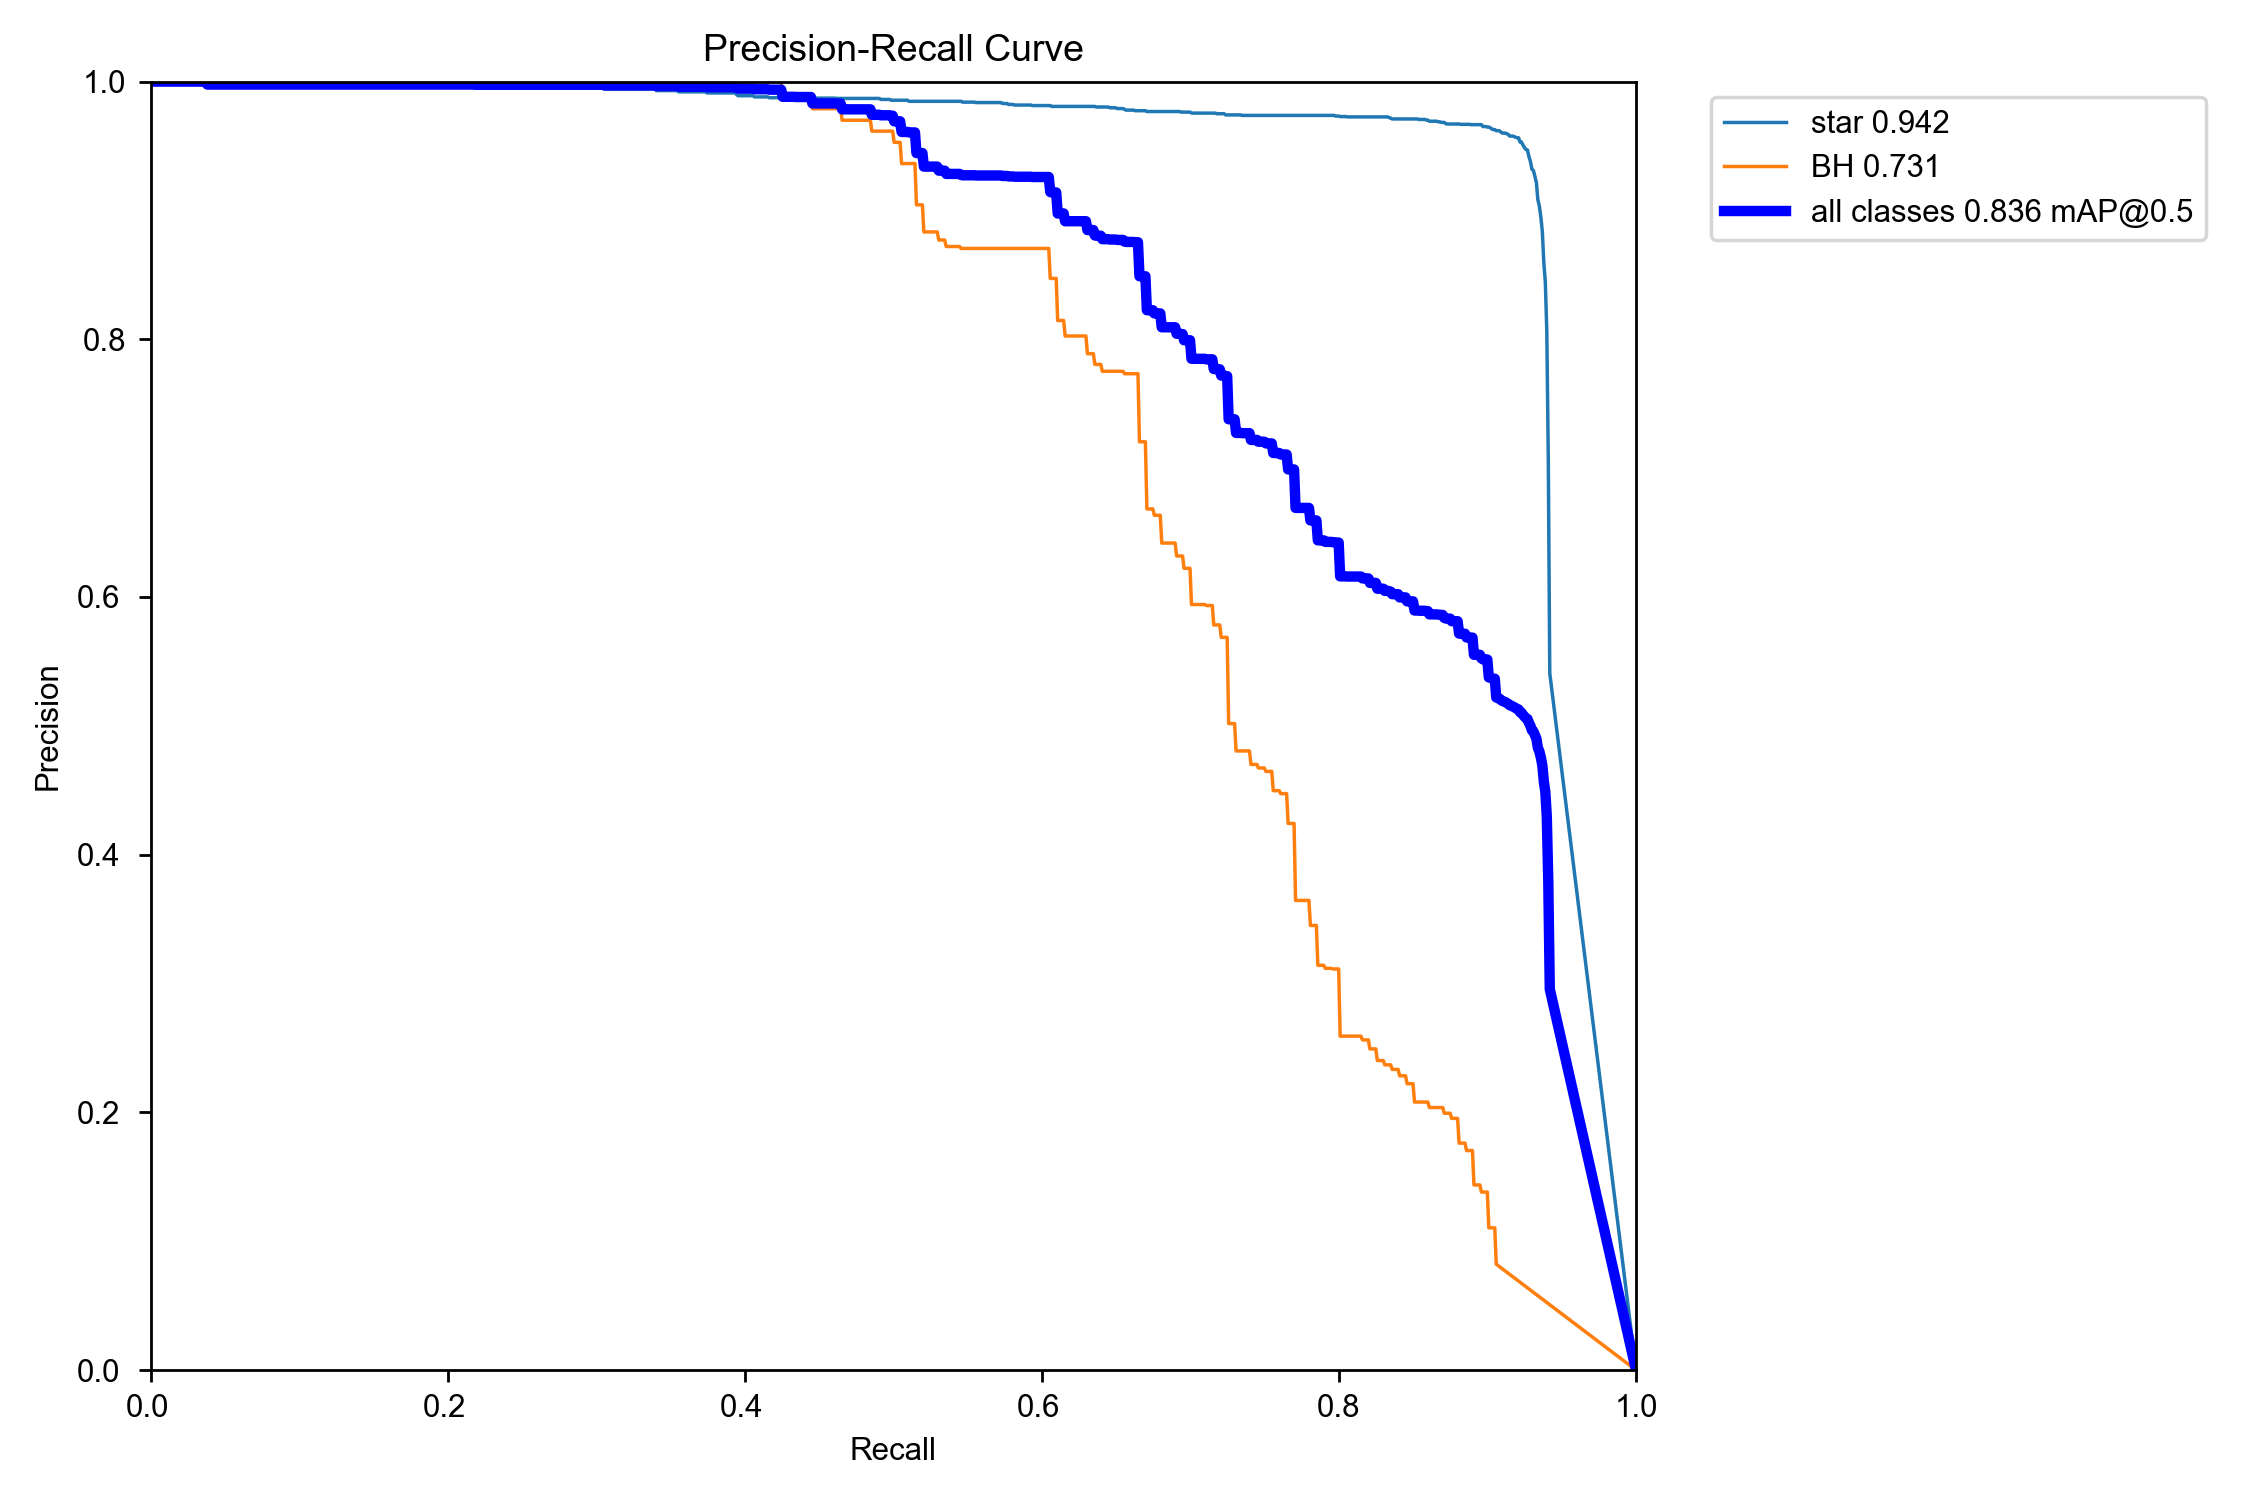 Precision-Recall Curve
star 0.942
BH 0.731
all classes 0.836 mAP@0.5
Precision
1.0
0.8
0.6
0.4
0.2
0.0
0.0 0.2 0.4 0.6 0.8 1.0
Recall